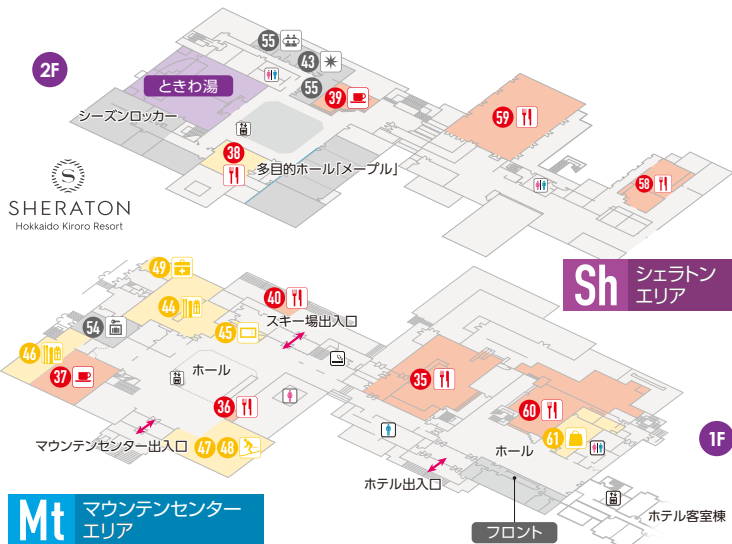 2F
55
43
55
39
ときわ湯
シーズンロッカー
38
多目的ホール「メープル」
59
58
S
SHERATON
Hokkaido Kiroro Resort
Sh
シェラトン
エリア
49
44
40
スキー場出入口
54
45
46
37
ホール
36
35
60
61
マウンテンセンター出入口
47
48
ホール
1F
ホテル出入口
フロント
ホテル客室棟
Mt
マウンテンセンター
エリア